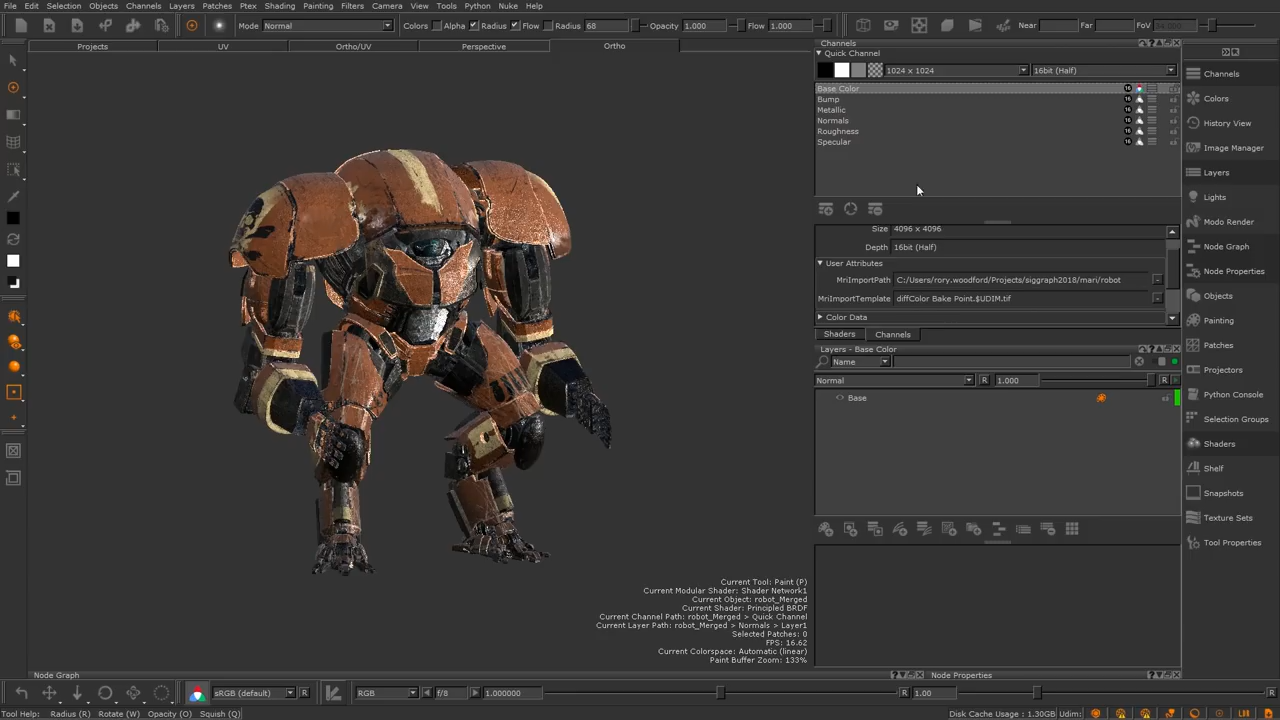 File Edit Selection Objects Channels Layers Patches Ptex Shading Painting Filters Camera View Tools Python Nuke Help
Mode Normal Colors Alpha Radius Flow Radius 68 Opacity 1.000 Flow 1.000 Near Far FoV
Projects UV Ortho/UV Perspective Ortho
Channels
Quick Channel
1024 x 1024 16bit (Half)
Base Color
Bump
Metallic
Normals
Roughness
Specular
Size 4096 x 4096
Depth 16bit (Half)
User Attributes
MriImportPath C:/Users/rory.woodford/Projects/siggraph2018/mari/robot
MriImportTemplate diffColor Bake Point.$UDIM.tif
Color Data
Shaders Channels
Layers - Base Color
Name
Normal R 1.000 R
Base
Channels
Colors
History View
Image Manager
Layers
Lights
Modo Render
Node Graph
Node Properties
Objects
Painting
Patches
Projectors
Python Console
Selection Groups
Shaders
Shelf
Snapshots
Texture Sets
Tool Properties
Current Tool: Paint (P)
Current Modular Shader: Shader Network1
Current Object: robot_Merged
Current Shader: Principled BRDF
Current Channel Path: robot_Merged > Quick Channel
Current Layer Path: robot_Merged > Normals > Layer1
Selected Patches: 0
FPS: 16.62
Current Colorspace: Automatic (linear)
Paint Buffer Zoom: 133%
Node Graph Node Properties
sRGB (default) R RGB f/8 1.000000 R 1.00 R
Tool Help: Radius (R) Rotate (W) Opacity (O) Squish (Q) Disk Cache Usage : 1.30GB Udim: